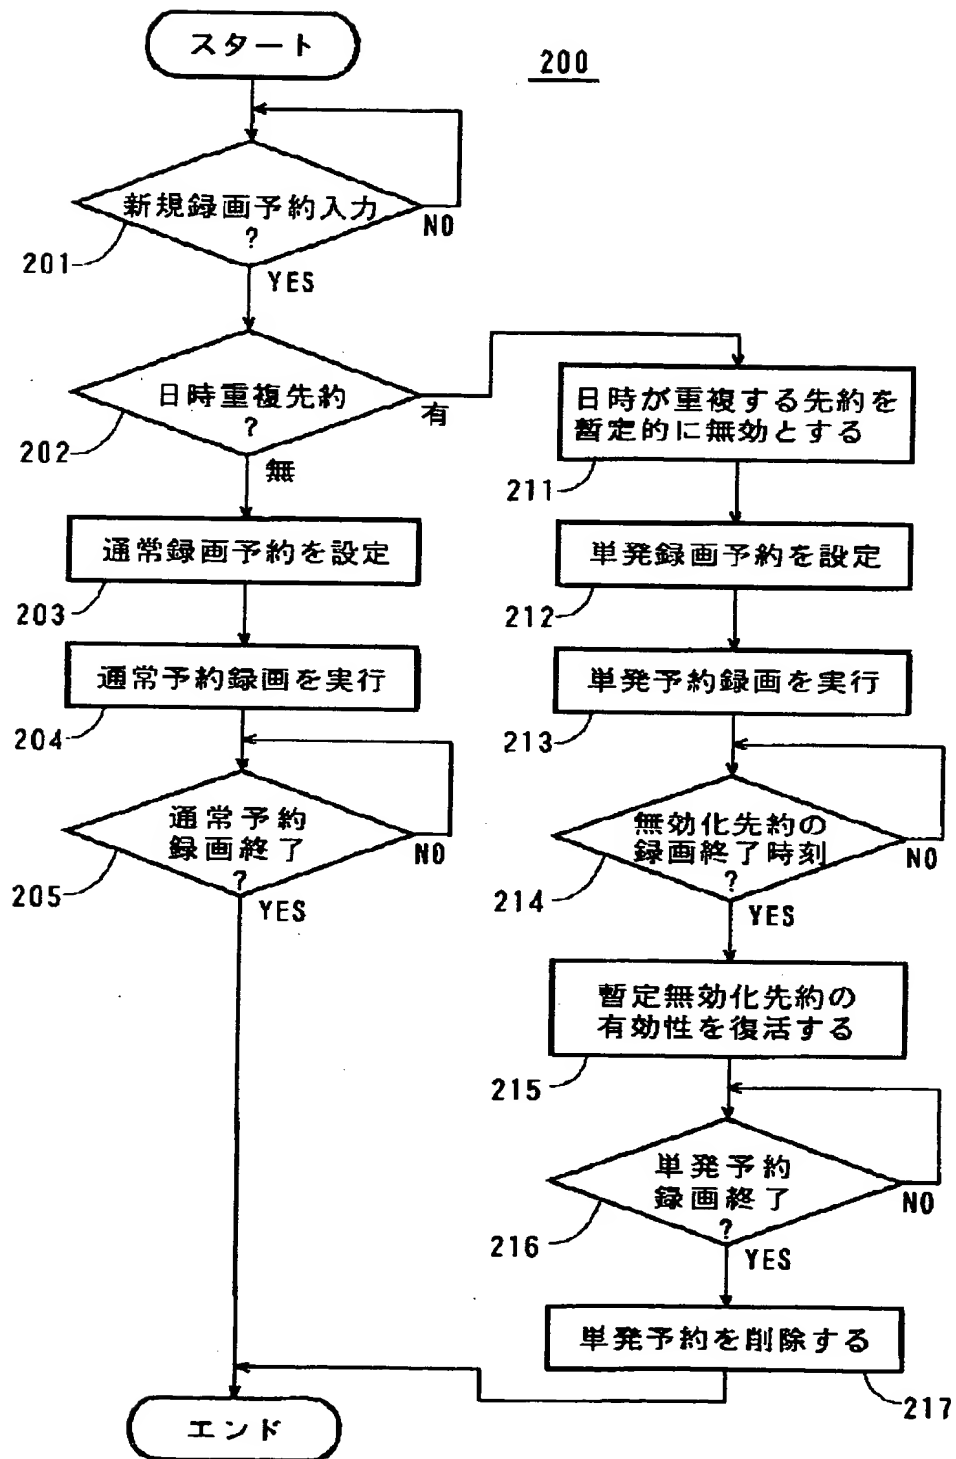 スタート
200
新規録画予約入力
?
NO
201
YES
日時重複先約
?
有
202
無
通常録画予約を設定
203
通常予約録画を実行
204
通常予約
録画終了
?
NO
205
YES
日時が重複する先約を
暫定的に無効とする
211
単発録画予約を設定
212
単発予約録画を実行
213
無効化先約の
録画終了時刻
?
NO
214
YES
暫定無効化先約の
有効性を復活する
215
単発予約
録画終了
?
NO
216
YES
単発予約を削除する
217
エンド